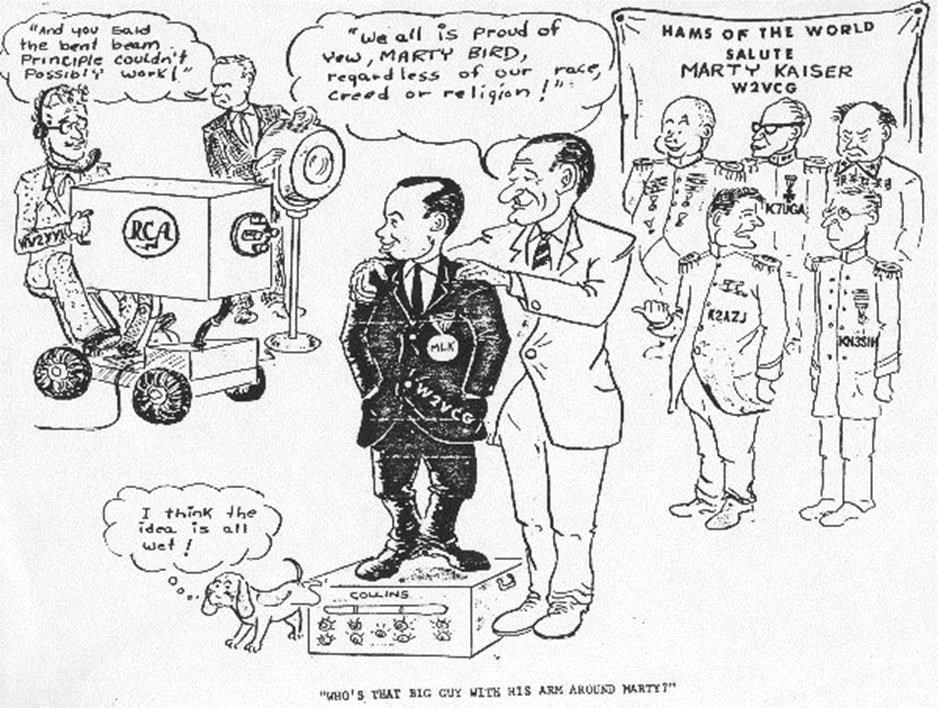 "And you said
the bent beam
Principle couldn't
Possibly work!"
"We all is proud of
yew, MARTY BIRD,
regardless of our race,
creed or religion!"
HAMS OF THE WORLD
SALUTE
MARTY KAISER
W2VCG
K7UGA
RCA
K2AZJ
MLK
KN3SIH
W2VCG
I think the
idea is all
wet!
COLLINS
"WHO'S THAT BIG GUY WITH HIS ARM AROUND MARTY?"